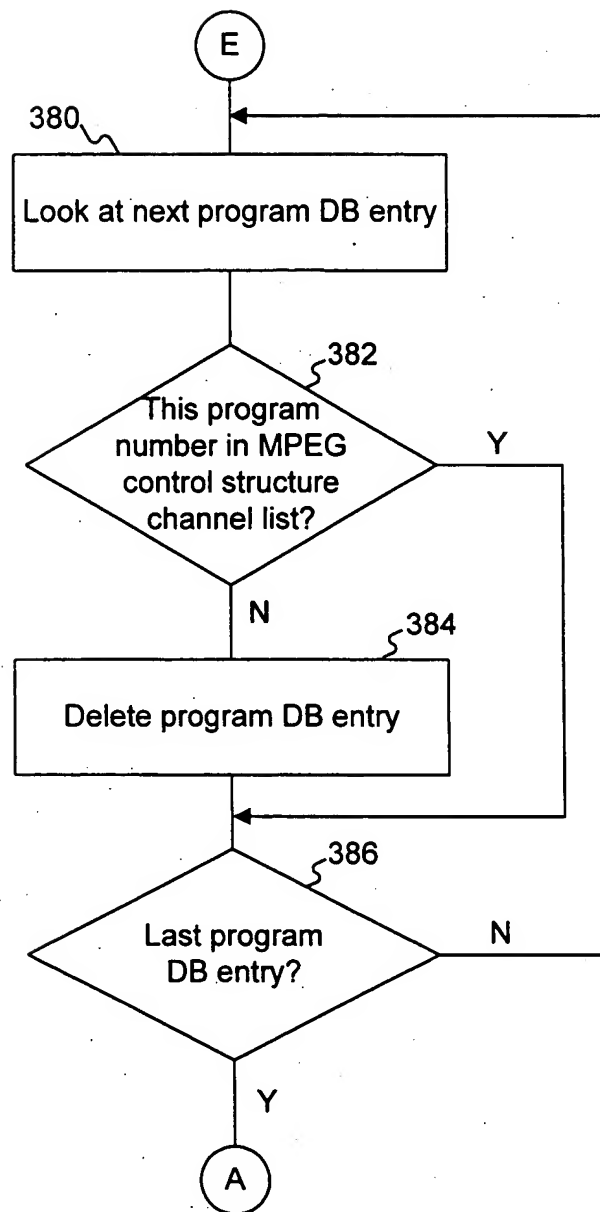 E
380
Look at next program DB entry
382
This program
number in MPEG
control structure
channel list?
Y
N
384
Delete program DB entry
386
Last program
DB entry?
N
Y
A